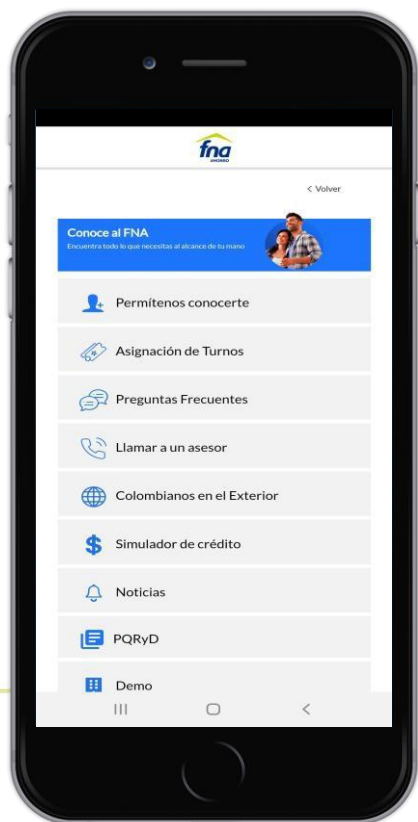 fna
AHORRO
< Volver
Conoce al FNA
Encuentra todo lo que necesitas al alcance de tu mano
Permítenos conocerte
Asignación de Turnos
Preguntas Frecuentes
Llamar a un asesor
Colombianos en el Exterior
Simulador de crédito
Noticias
PQRyD
Demo